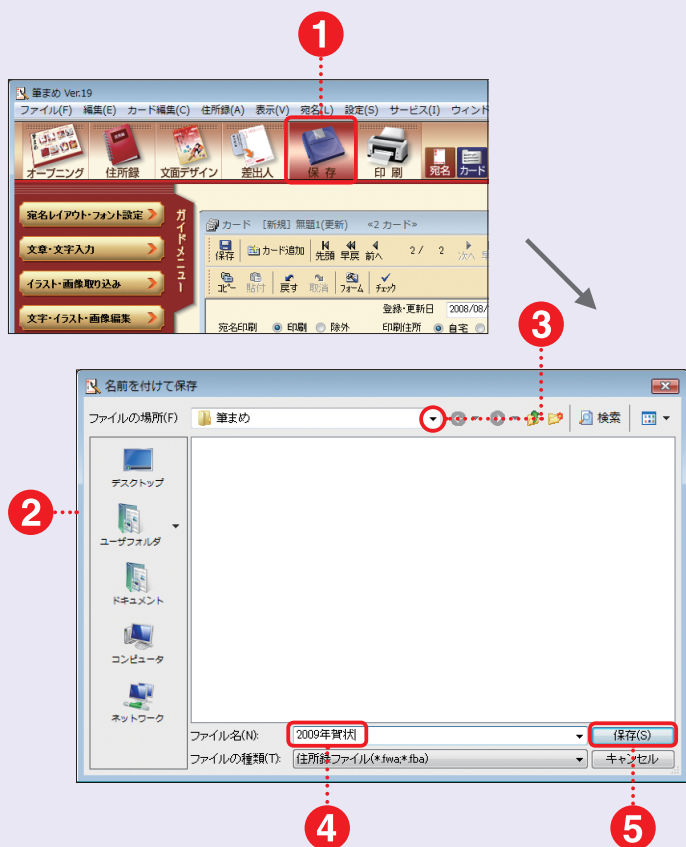 1
筆まめ Ver.19
ファイル(F) 編集(E) カード編集(C) 住所録(A) 表示(V) 宛名(L) 設定(S) サービス(I) ウィンド
オープニング 住所録 文面デザイン 差出人 保存 印刷 宛名 カード
宛名レイアウト・フォント設定
文章・文字入力
イラスト・画像取り込み
文字・イラスト・画像編集
ガイドメニュー
カード [新規] 無題1(更新) «2 カード»
保存 カード追加 先頭 早戻 前へ 2 / 2 次へ 早
コピー 貼付 戻す 取消 フォーム チェック
登録・更新日 2008/08/
宛名印刷 印刷 除外 印刷住所 自宅
3
名前を付けて保存
ファイルの場所(F) 筆まめ 検索
2
デスクトップ
ユーザフォルダ
ドキュメント
コンピュータ
ネットワーク
ファイル名(N): 2009年賀状 保存(S)
ファイルの種類(T): 住所録ファイル(*.fwa;*.fba) キャンセル
4
5